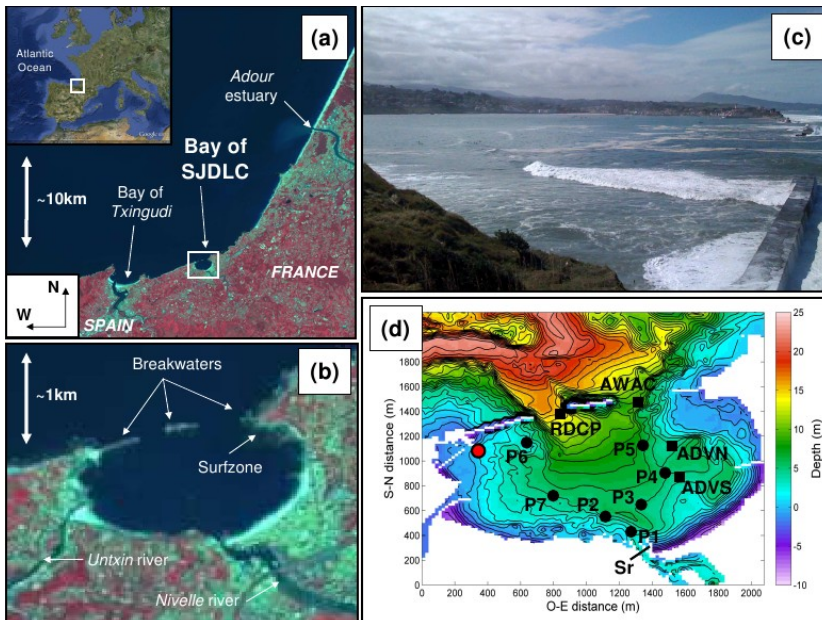 (a)
Atlantic
Ocean
Google
Adour
estuary
Bay of
SJDLC
~10km
Bay of
Txingudi
N
W
FRANCE
SPAIN
(b)
~1km
Breakwaters
Surfzone
Untxin river
Nivelle river
(c)
(d)
S-N distance (m)
1800
1600
1400
1200
1000
800
600
400
200
0
AWAC
RDCP
P6
P5
ADVN
P4
ADVS
P7
P2
P3
P1
Sr
0 200 400 600 800 1000 1200 1400 1600 1800 2000
O-E distance (m)
25
20
15
10
5
0
-5
-10
Depth (m)